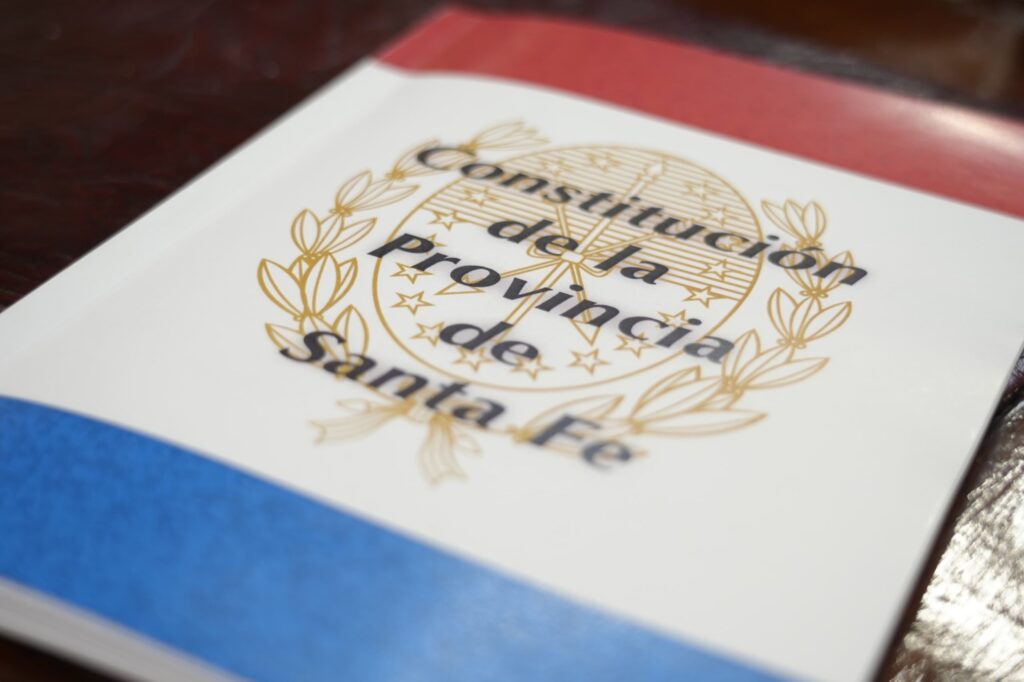 Constitución
de la
Provincia
de
Santa Fe